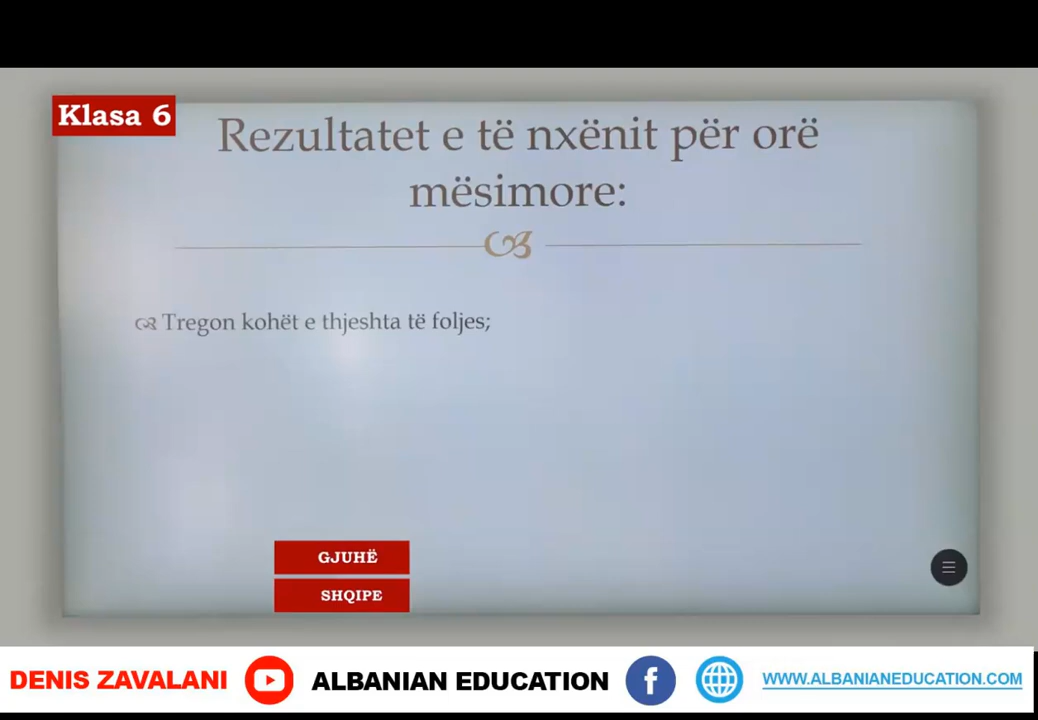 Klasa 6
Rezultatet e të nxënit për orë
mësimore:
Tregon kohët e thjeshta të foljes;
GJUHË
SHQIPE
DENIS ZAVALANI
ALBANIAN EDUCATION
WWW.ALBANIANEDUCATION.COM